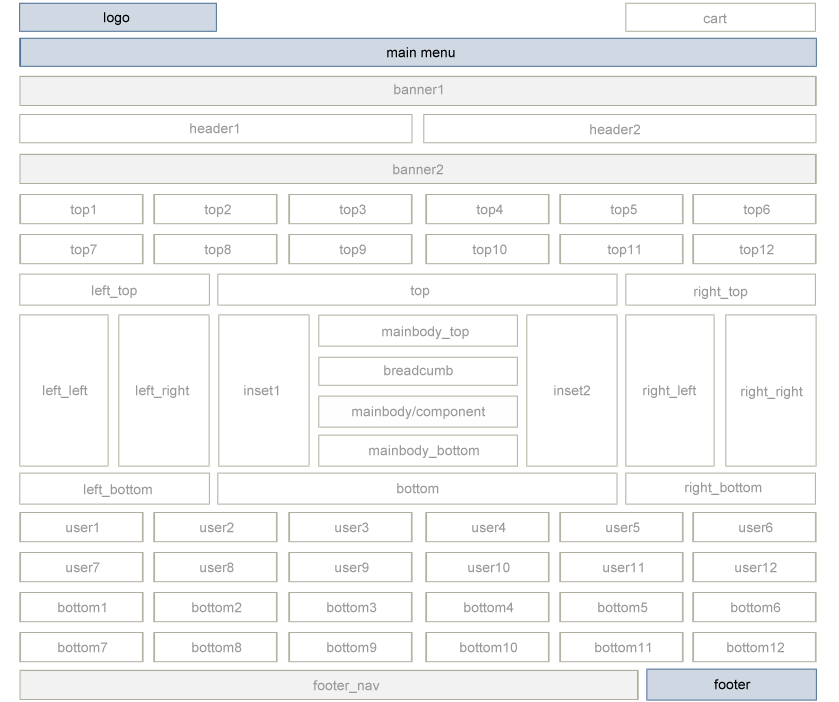 logo
cart
main menu
banner1
header1
header2
banner2
top1
top2
top3
top4
top5
top6
top7
top8
top9
top10
top11
top12
left_top
top
right_top
left_left
left_right
inset1
mainbody_top
breadcumb
mainbody/component
mainbody_bottom
inset2
right_left
right_right
left_bottom
bottom
right_bottom
user1
user2
user3
user4
user5
user6
user7
user8
user9
user10
user11
user12
bottom1
bottom2
bottom3
bottom4
bottom5
bottom6
bottom7
bottom8
bottom9
bottom10
bottom11
bottom12
footer_nav
footer